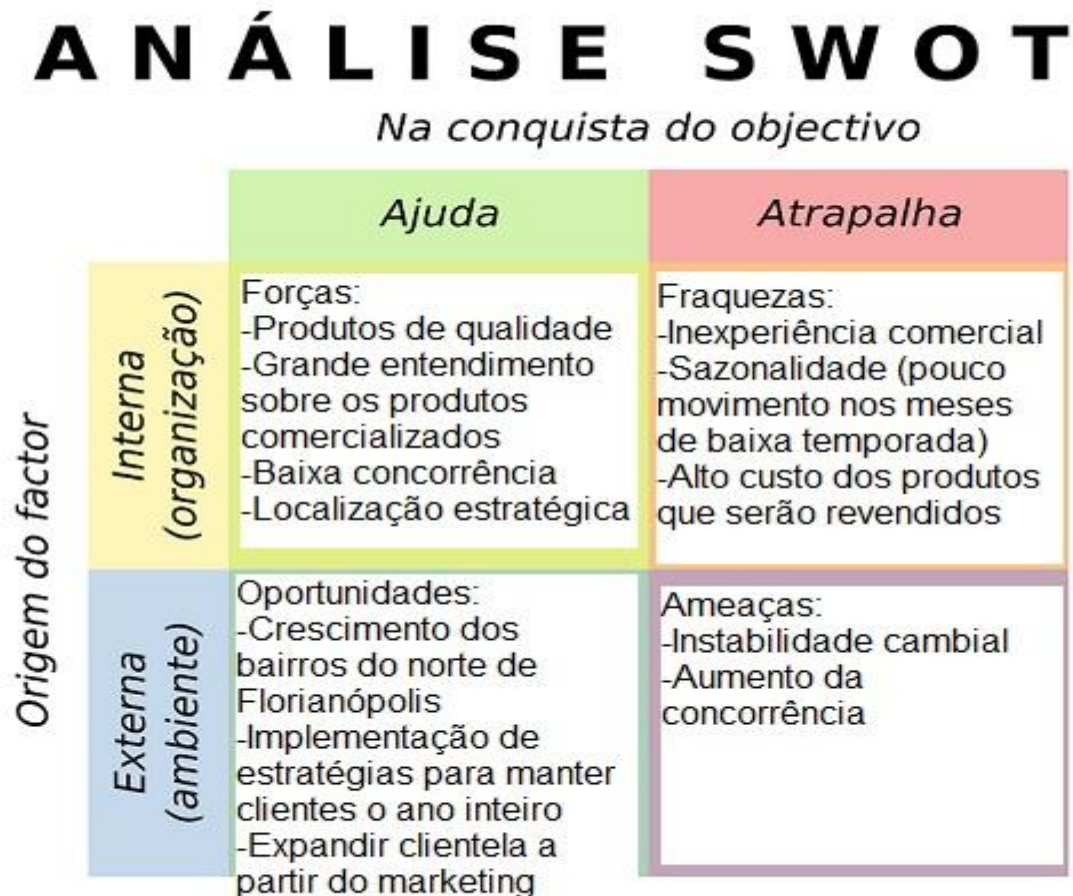 ANÁLISE SWOT
Na conquista do objectivo
Ajuda
Atrapalha
Origem do factor
Interna
(organização)
Forças:
-Produtos de qualidade
-Grande entendimento
sobre os produtos
comercializados
-Baixa concorrência
-Localização estratégica
Fraquezas:
-Inexperiência comercial
-Sazonalidade (pouco
movimento nos meses
de baixa temporada)
-Alto custo dos produtos
que serão revendidos
Externa
(ambiente)
Oportunidades:
-Crescimento dos
bairros do norte de
Florianópolis
-Implementação de
estratégias para manter
clientes o ano inteiro
-Expandir clientela a
partir do marketing
Ameaças:
-Instabilidade cambial
-Aumento da
concorrência